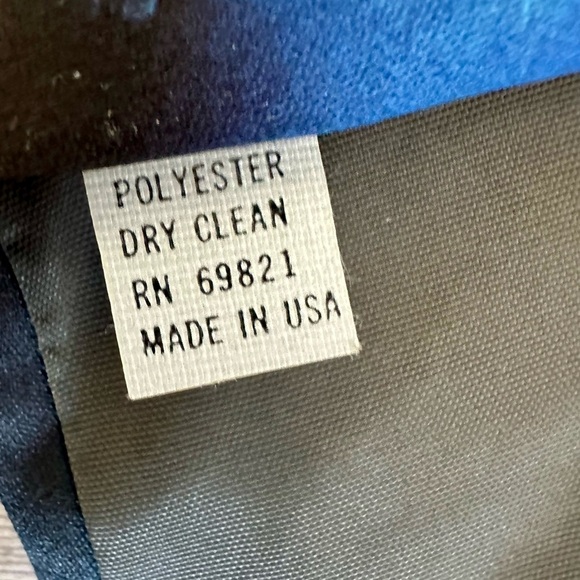 POLYESTER
DRY CLEAN
RN 69821
MADE IN USA